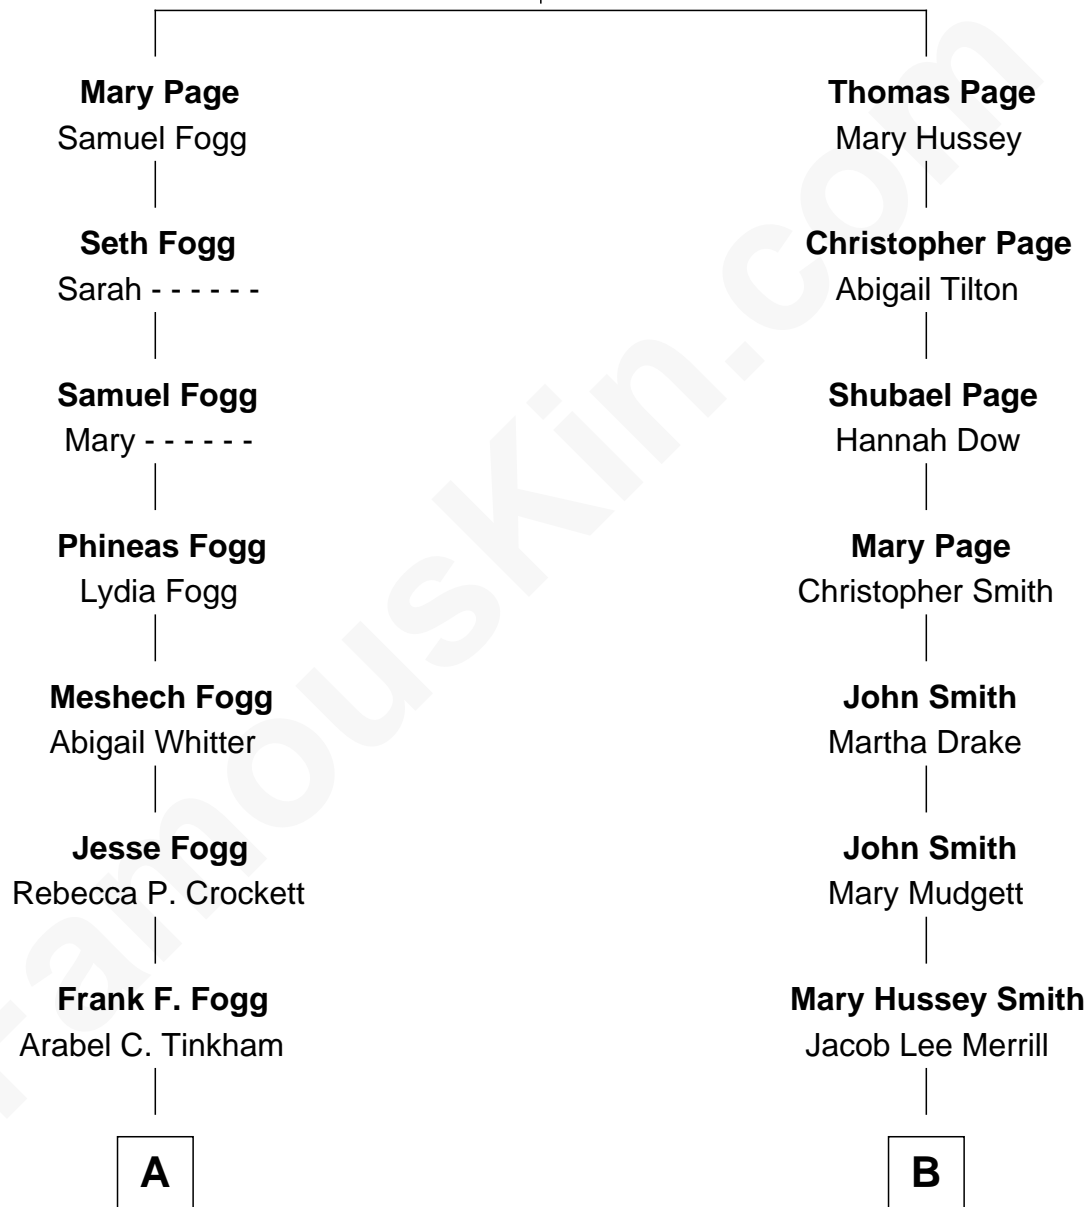 Mary Page
Samuel Fogg
Seth Fogg
Sarah - - - - - -
Samuel Fogg
Mary - - - - - -
Phineas Fogg
Lydia Fogg
Meshech Fogg
Abigail Whitter
Jesse Fogg
Rebecca P. Crockett
Frank F. Fogg
Arabel C. Tinkham
A
Thomas Page
Mary Hussey
Christopher Page
Abigail Tilton
Shubael Page
Hannah Dow
Mary Page
Christopher Smith
John Smith
Martha Drake
John Smith
Mary Mudgett
Mary Hussey Smith
Jacob Lee Merrill
B
FamousKin.com